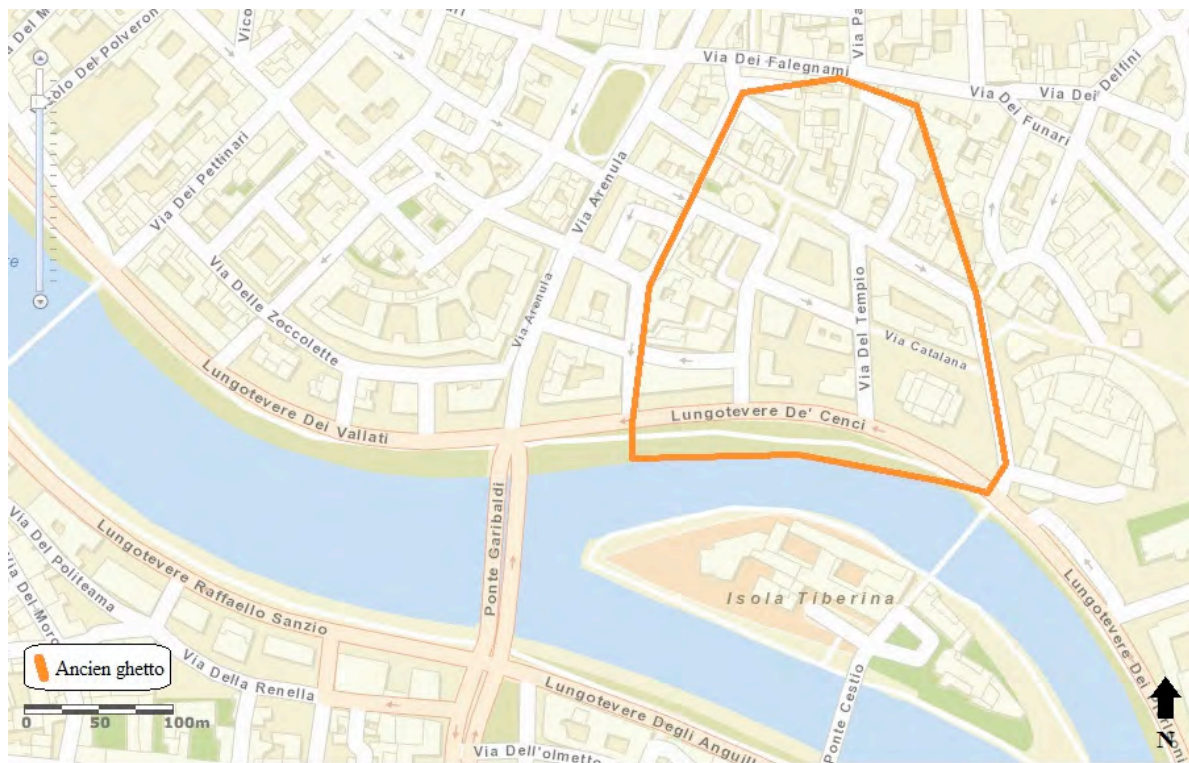 Via Dei Falegnami
Via Dei Delfini
Via Dei Funari
Via Dei Pettinari
Via Arenula
Via Delle Zoccolette
Via Arenula
Via Del Tempio
Via Catalana
Lungotevere Dei Vallati
Lungotevere De' Cenci
Ponte Garibaldi
Isola Tiberina
Lungotevere Raffaello Sanzio
Via Del Politeama
Via Della Renella
Lungotevere Degli Anguill
Ponte Cestio
Via Dell'olmetto
Ancien ghetto
0 50 100m
N